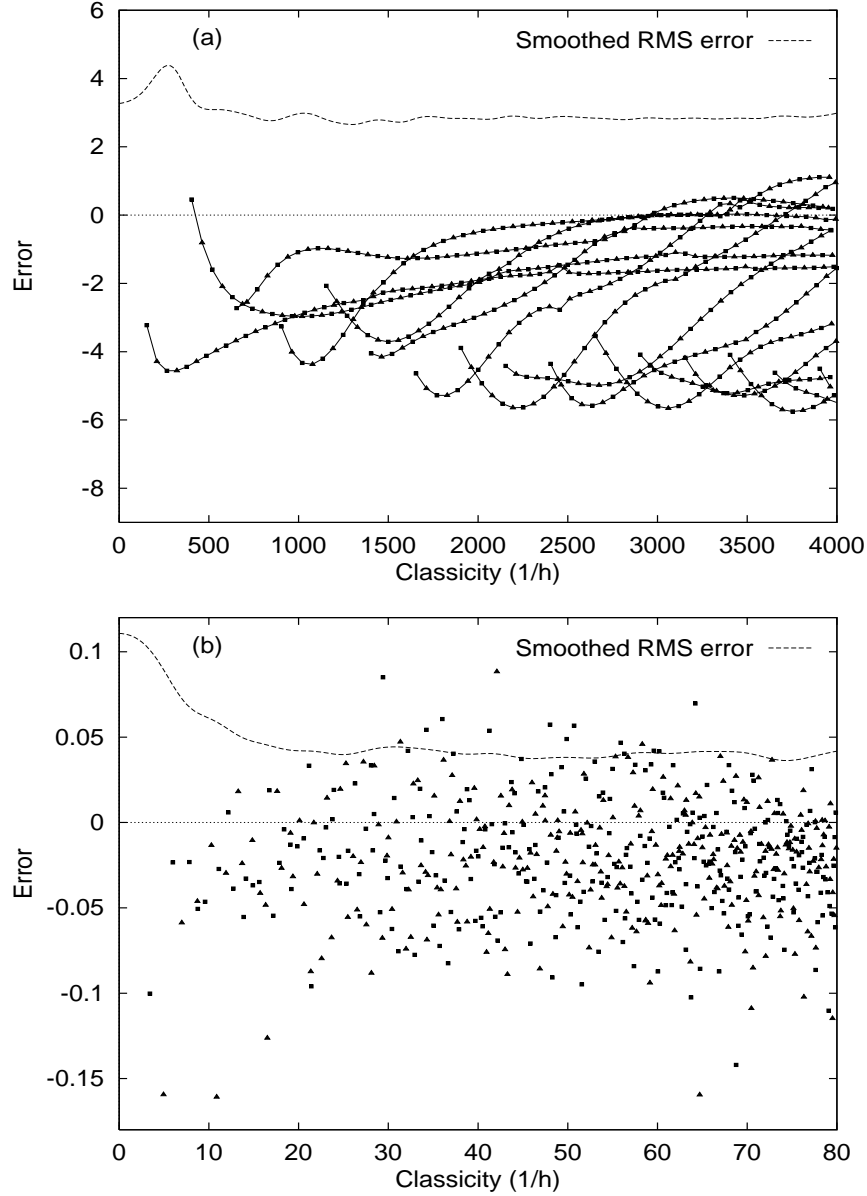 (a)
Smoothed RMS error
6
4
2
0
-2
-4
-6
-8
Error
0 500 1000 1500 2000 2500 3000 3500 4000
Classicity (1/h)
(b)
Smoothed RMS error
0.1
0.05
0
-0.05
-0.1
-0.15
Error
0 10 20 30 40 50 60 70 80
Classicity (1/h)